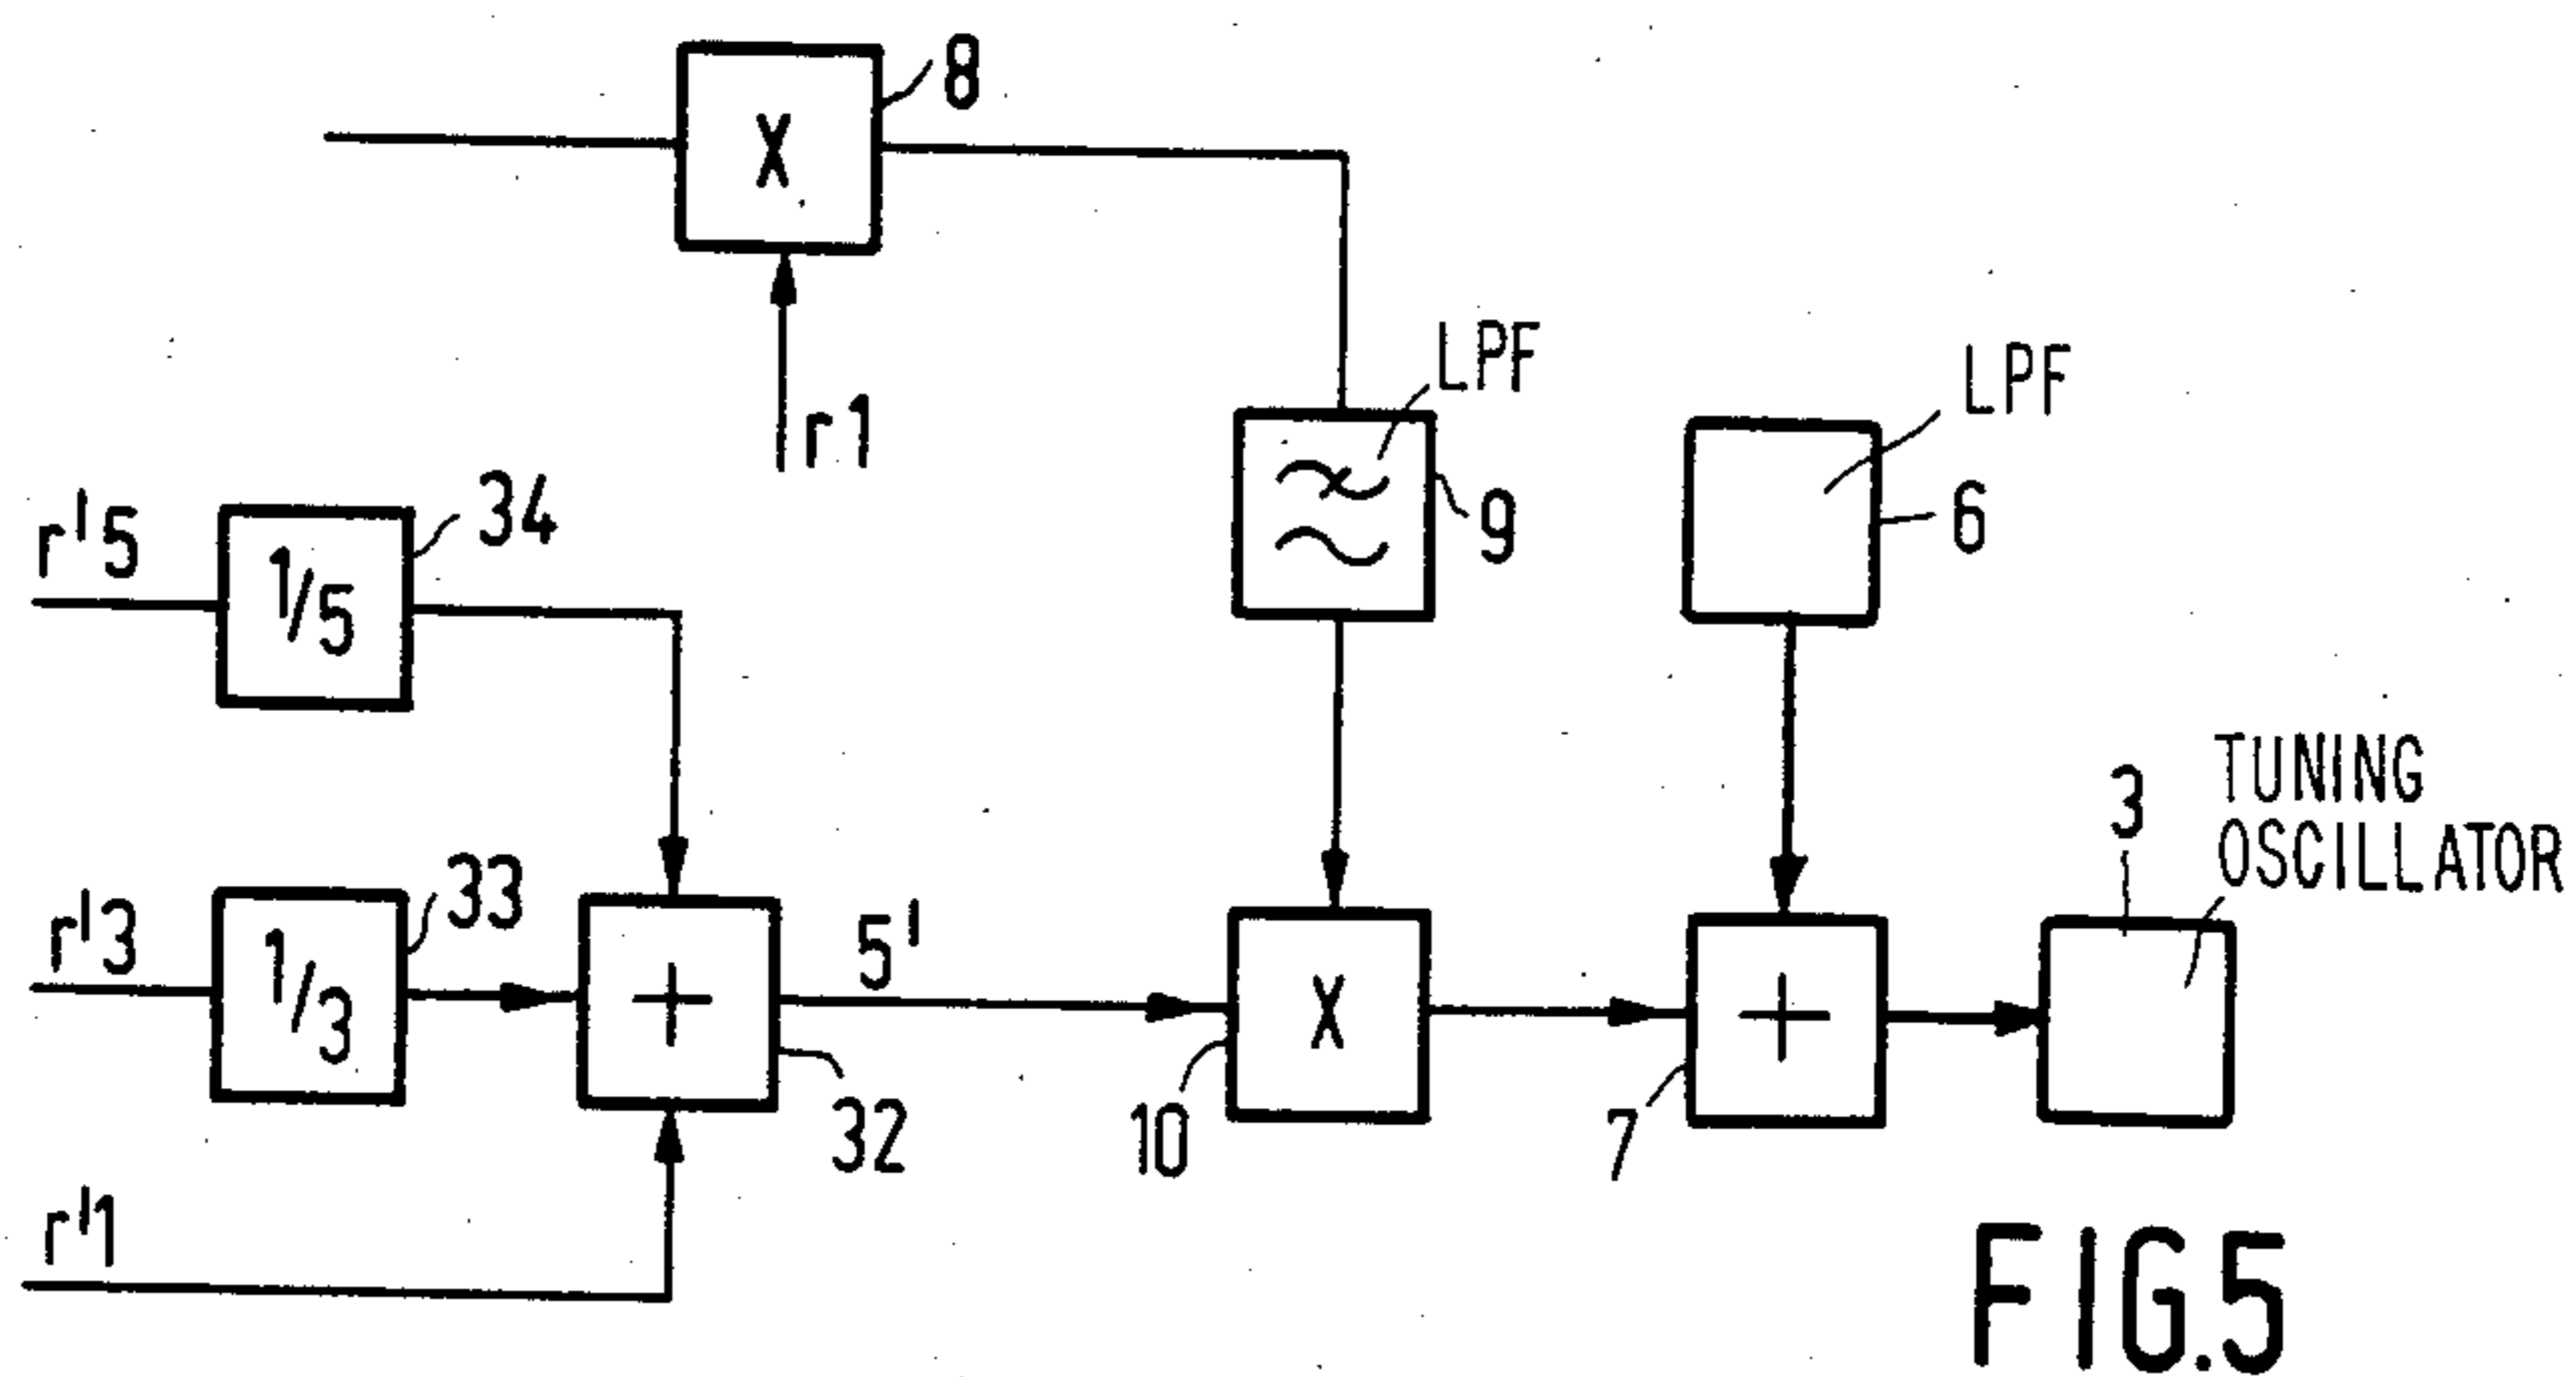 8
X
r1
LPF
LPF
9
6
r'5
1/5
34
r'3
1/3
33
+
5'
32
X
10
+
7
3
TUNING
OSCILLATOR
r'1
FIG.5